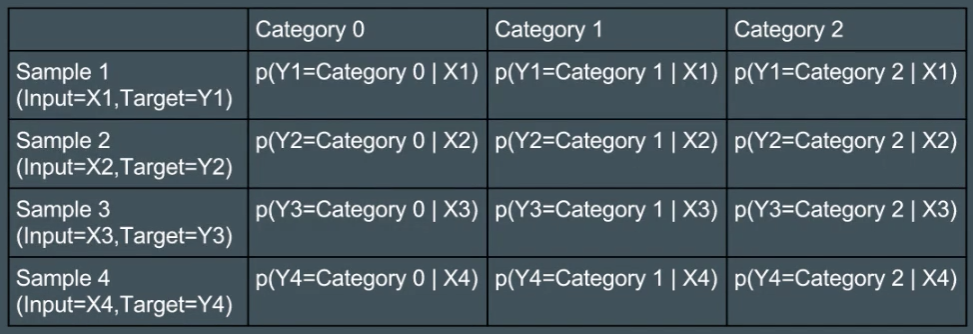 Category 0 Category 1 Category 2
Sample 1 p(Y1=Category 0 | X1) p(Y1=Category 1 | X1) p(Y1=Category 2 | X1)
(Input=X1,Target=Y1)
Sample 2 p(Y2=Category 0 | X2) p(Y2=Category 1 | X2) p(Y2=Category 2 | X2)
(Input=X2,Target=Y2)
Sample 3 p(Y3=Category 0 | X3) p(Y3=Category 1 | X3) p(Y3=Category 2 | X3)
(Input=X3,Target=Y3)
Sample 4 p(Y4=Category 0 | X4) p(Y4=Category 1 | X4) p(Y4=Category 2 | X4)
(Input=X4,Target=Y4)